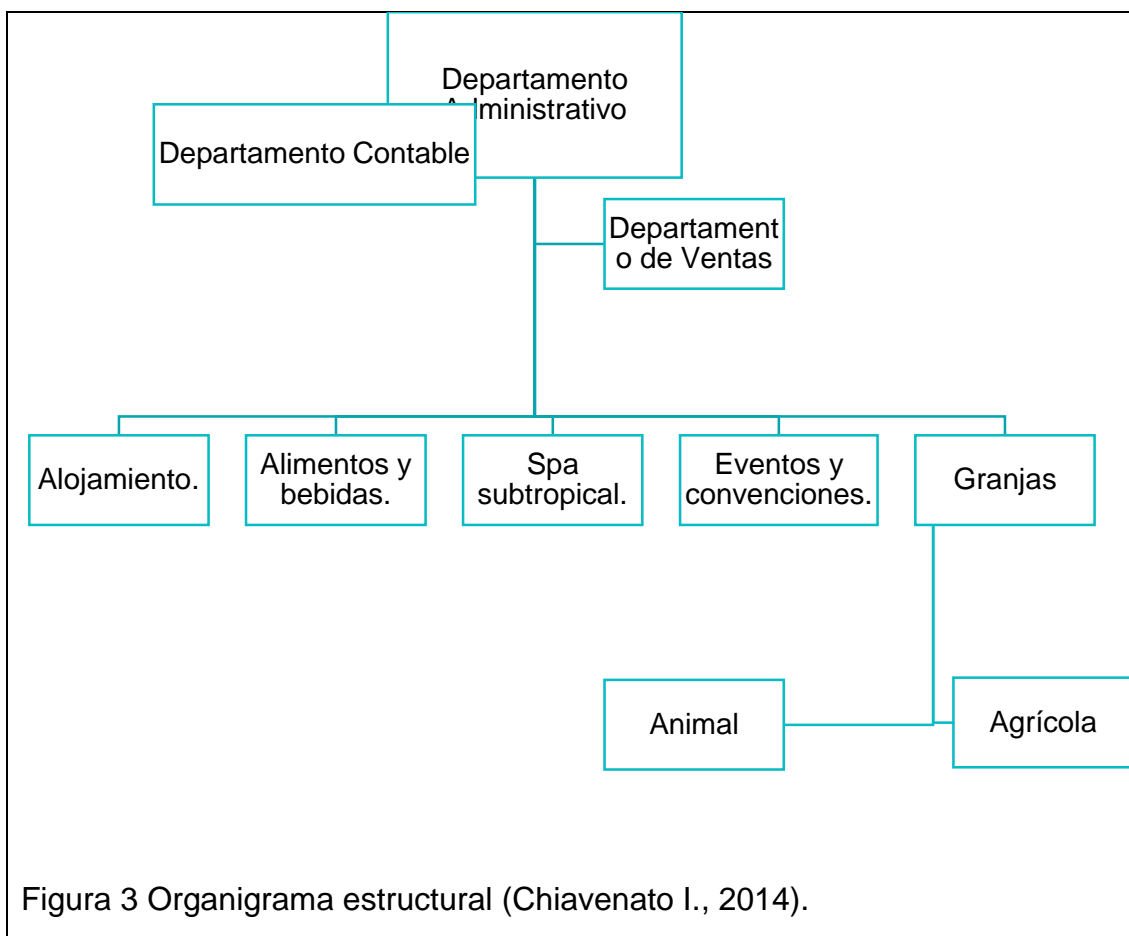 Departamento
Administrativo
Departamento Contable
Departament
o de Ventas
Alojamiento.
Alimentos y
bebidas.
Spa
subtropical.
Eventos y
convenciones.
Granjas
Animal
Agrícola
Figura 3 Organigrama estructural (Chiavenato I., 2014).